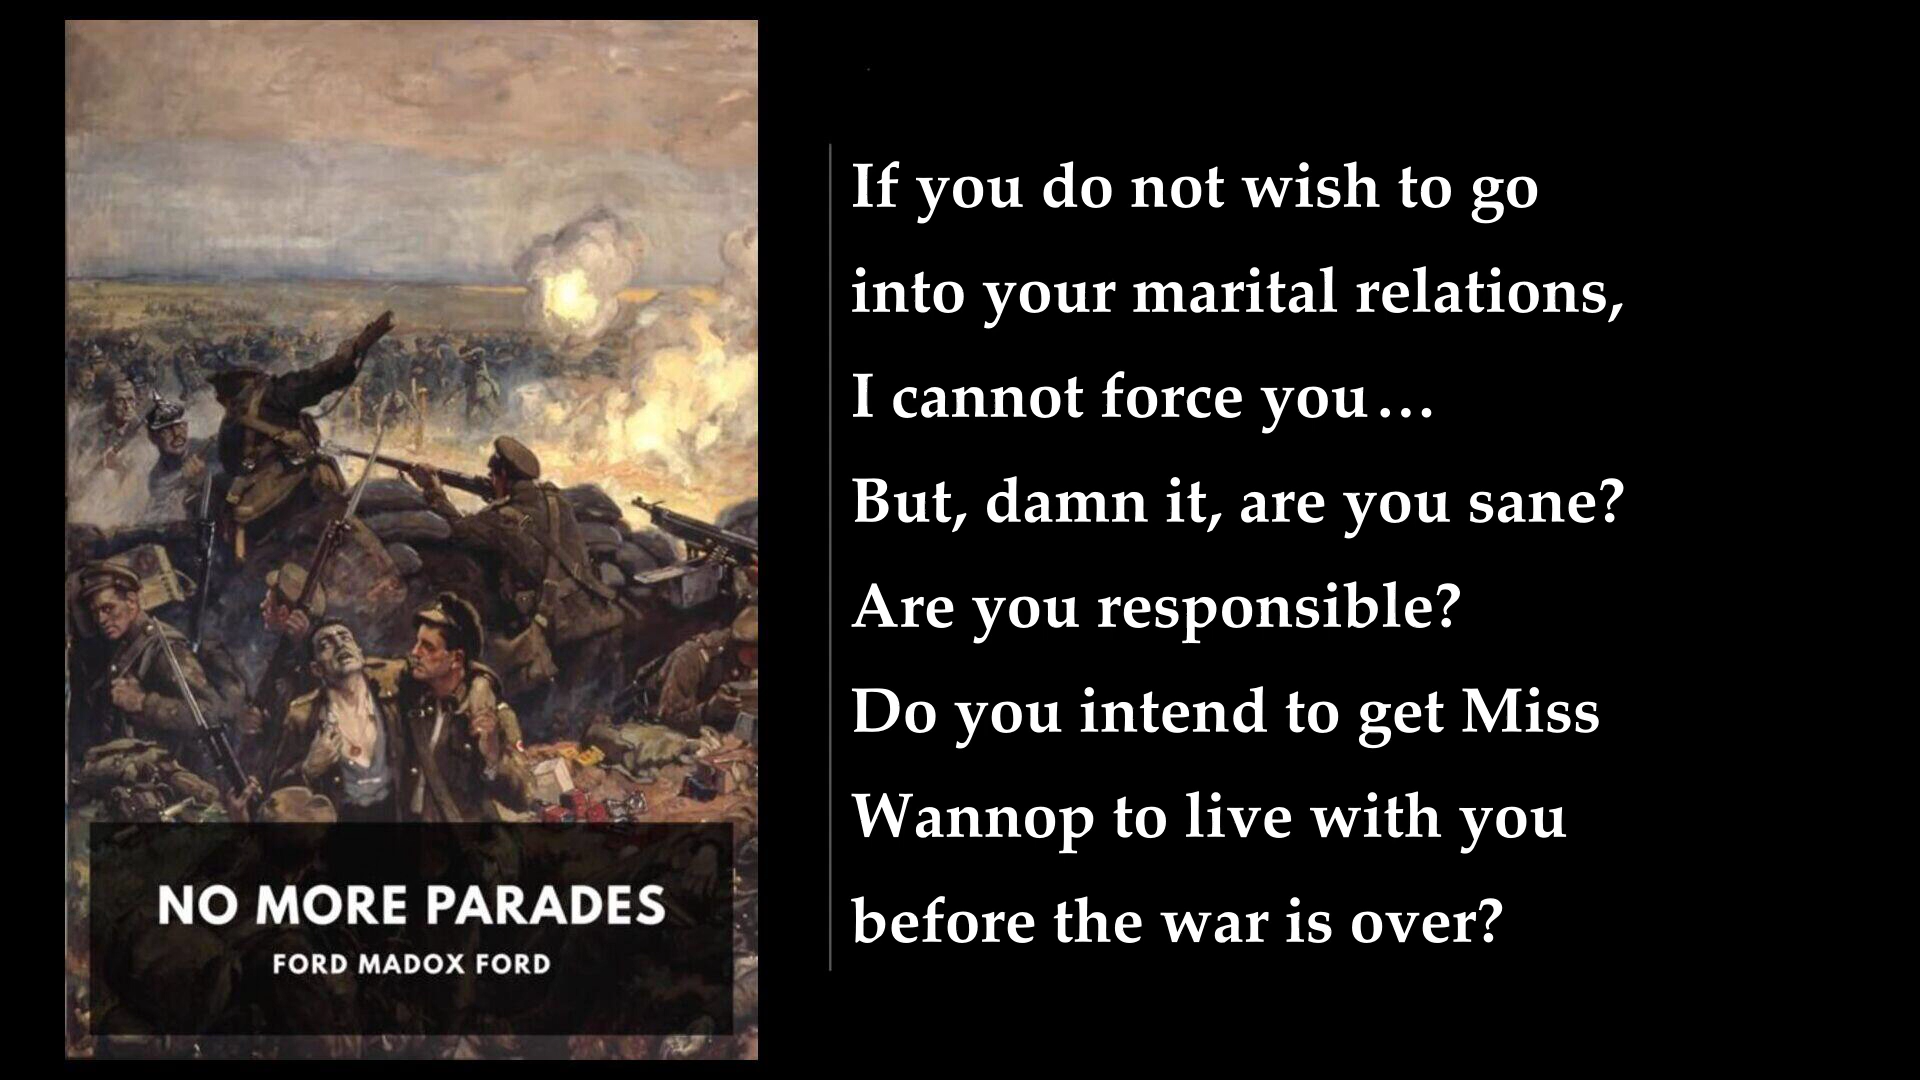 NO MORE PARADES
FORD MADOX FORD
If you do not wish to go
into your marital relations,
I cannot force you…
But, damn it, are you sane?
Are you responsible?
Do you intend to get Miss
Wannop to live with you
before the war is over?